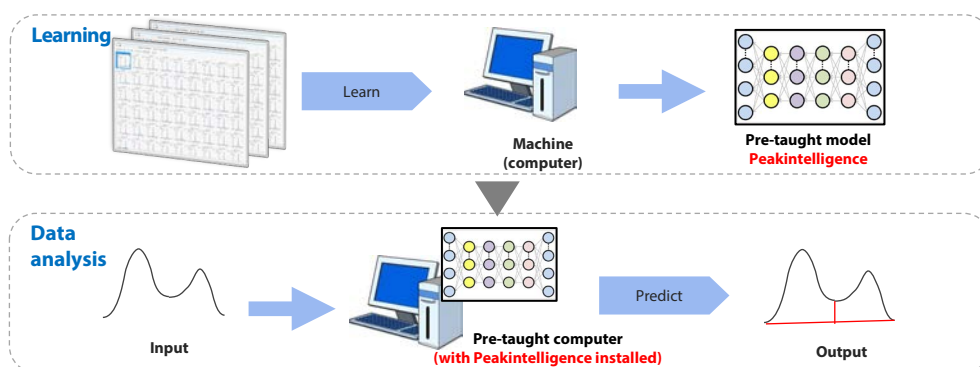 Learning
Learn
Machine
(computer)
Pre-taught model
Peakintelligence
Data
analysis
Input
Pre-taught computer
(with Peakintelligence installed)
Predict
Output